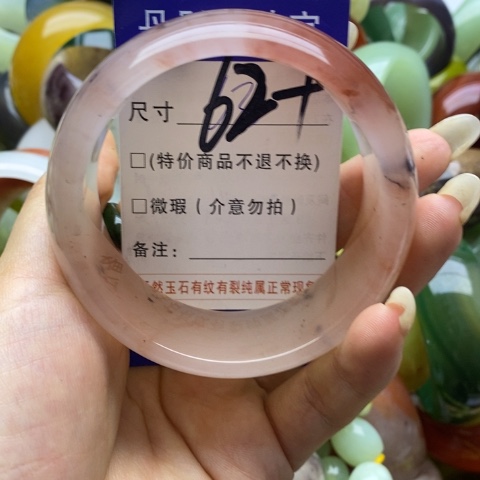 尺寸 62+
□(特价商品不退不换)
□微瑕(介意勿拍)
备注:
然玉石有纹有裂纯属正常现